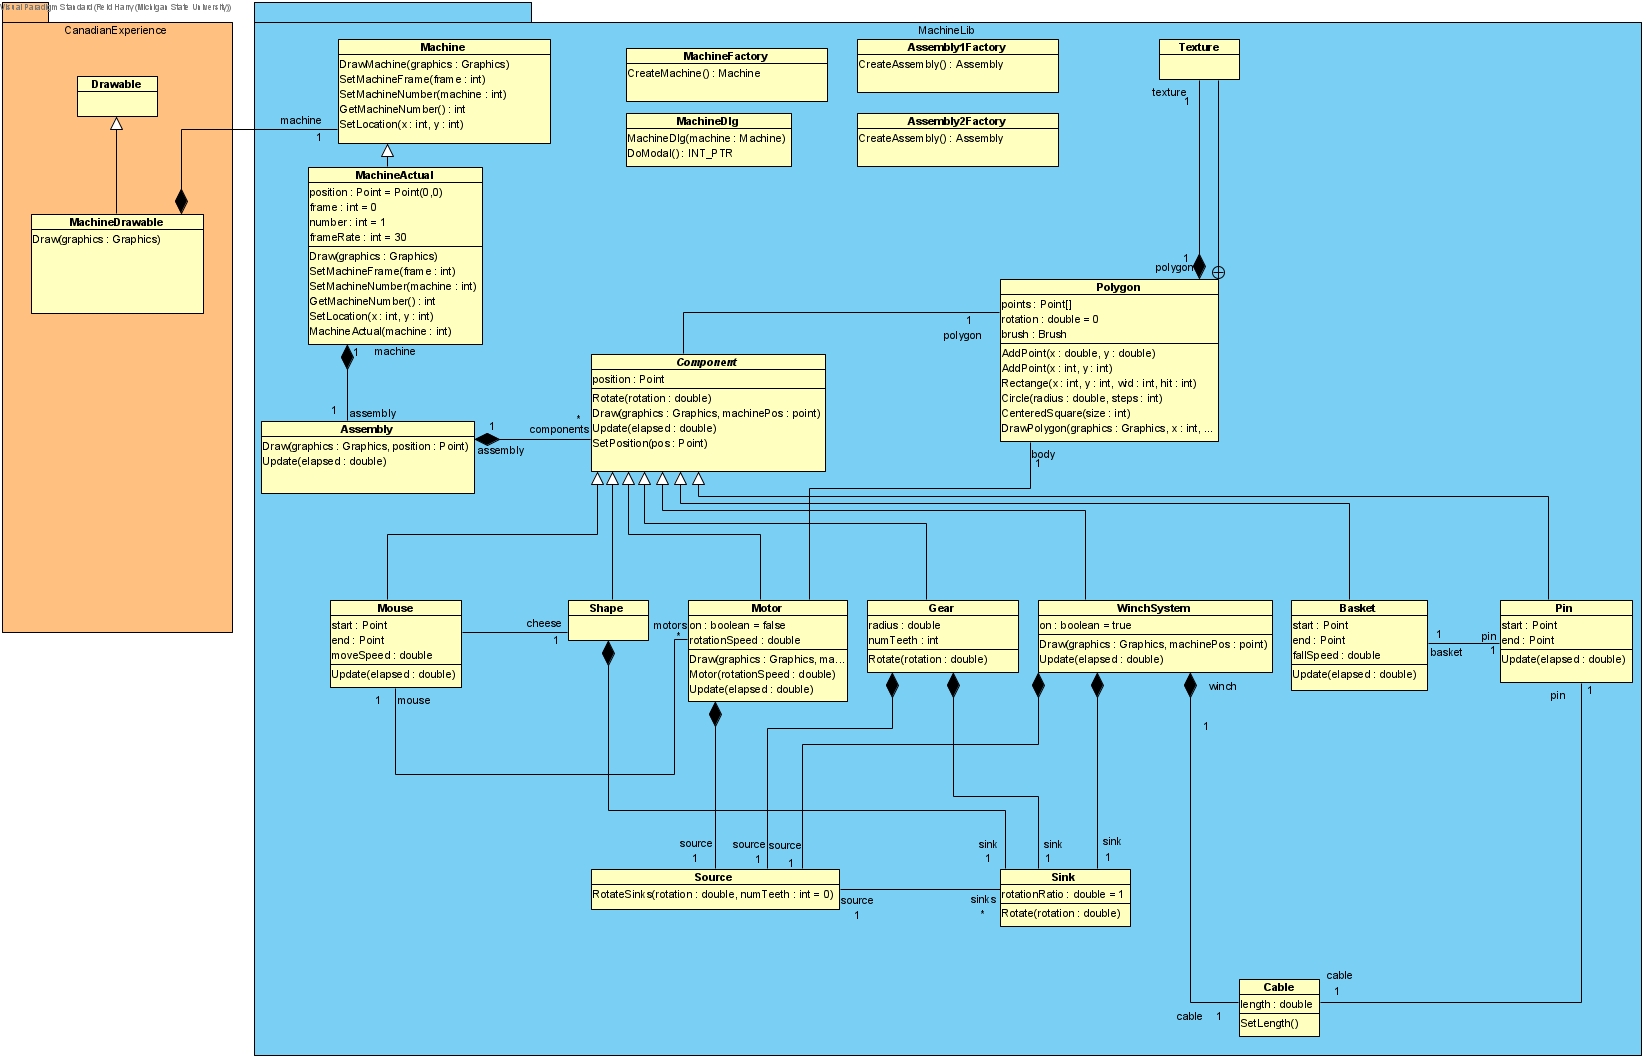 Visual Paradigm Standard (Reid Harry (Michigan State University))
CanadianExperience
Drawable
MachineDrawable
Draw(graphics : Graphics)
machine
1
MachineLib
Machine
DrawMachine(graphics : Graphics)
SetMachineFrame(frame : int)
SetMachineNumber(machine : int)
GetMachineNumber() : int
SetLocation(x : int, y : int)
MachineFactory
CreateMachine() : Machine
Assembly1Factory
CreateAssembly() : Assembly
MachineDlg
MachineDlg(machine : Machine)
DoModal() : INT_PTR
Assembly2Factory
CreateAssembly() : Assembly
Texture
texture
1
1
polygon
MachineActual
position : Point = Point(0,0)
frame : int = 0
number : int = 1
frameRate : int = 30
Draw(graphics : Graphics)
SetMachineFrame(frame : int)
SetMachineNumber(machine : int)
GetMachineNumber() : int
SetLocation(x : int, y : int)
MachineActual(machine : int)
1
machine
1
assembly
Polygon
points : Point[]
rotation : double = 0
brush : Brush
AddPoint(x : double, y : double)
AddPoint(x : int, y : int)
Rectange(x : int, y : int, wid : int, hit : int)
Circle(radius : double, steps : int)
CenteredSquare(size : int)
DrawPolygon(graphics : Graphics, x : int, ...
1
polygon
body
1
Component
position : Point
Rotate(rotation : double)
Draw(graphics : Graphics, machinePos : point)
Update(elapsed : double)
SetPosition(pos : Point)
Assembly
Draw(graphics : Graphics, position : Point)
Update(elapsed : double)
1
assembly
*
components
Mouse
start : Point
end : Point
moveSpeed : double
Update(elapsed : double)
cheese
1
1
mouse
Shape
motors
*
Motor
on : boolean = false
rotationSpeed : double
Draw(graphics : Graphics, ma...
Motor(rotationSpeed : double)
Update(elapsed : double)
Gear
radius : double
numTeeth : int
Rotate(rotation : double)
WinchSystem
on : boolean = true
Draw(graphics : Graphics, machinePos : point)
Update(elapsed : double)
winch
1
Basket
start : Point
end : Point
fallSpeed : double
Update(elapsed : double)
1
basket
pin
1
Pin
start : Point
end : Point
Update(elapsed : double)
pin
1
source
1
source
1
source
1
sink
1
sink
1
sink
1
Source
RotateSinks(rotation : double, numTeeth : int = 0)
source
1
sinks
*
Sink
rotationRatio : double = 1
Rotate(rotation : double)
cable
1
Cable
length : double
SetLength()
cable
1